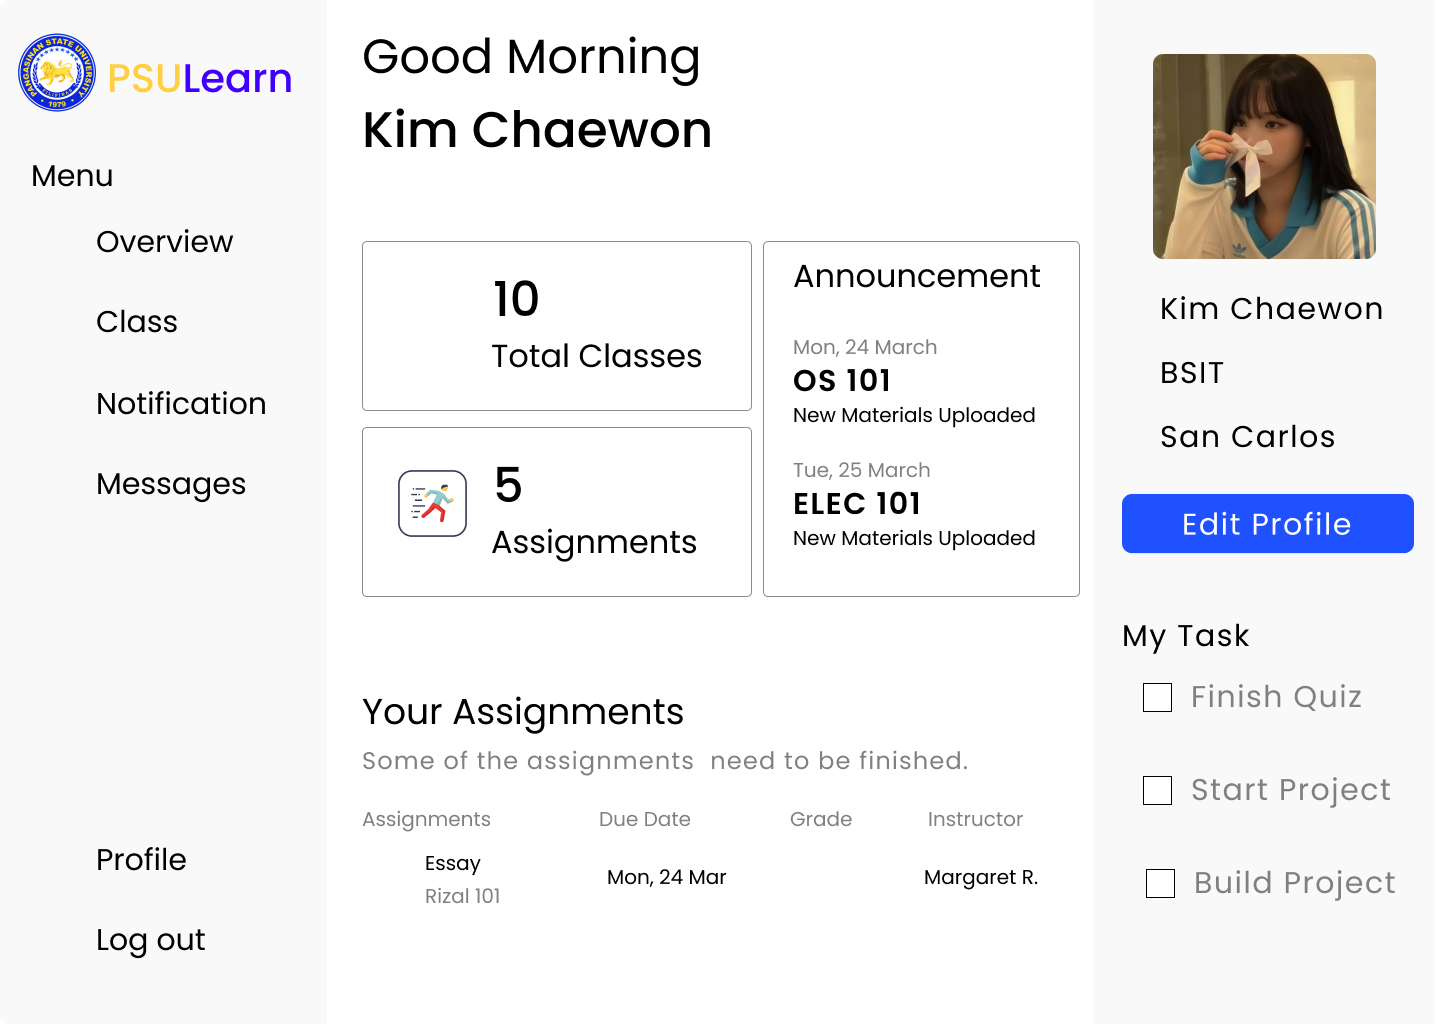 PANGASINAN STATE UNIVERSITY
1979
PSULearn
Menu
Overview
Class
Notification
Messages
Profile
Log out
Good Morning
Kim Chaewon
10
Total Classes
5
Assignments
Announcement
Mon, 24 March
OS 101
New Materials Uploaded
Tue, 25 March
ELEC 101
New Materials Uploaded
Your Assignments
Some of the assignments  need to be finished.
Assignments Due Date Grade Instructor
Essay
Rizal 101
Mon, 24 Mar
Margaret R.
Kim Chaewon
BSIT
San Carlos
Edit Profile
My Task
Finish Quiz
Start Project
Build Project